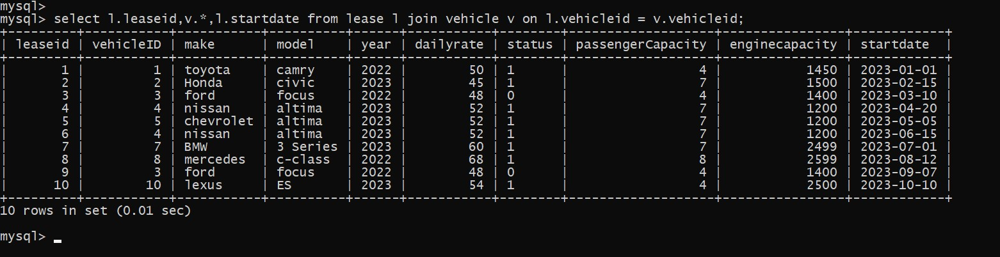 mysql>
mysql> select l.leaseid,v.*,l.startdate from lease l join vehicle v on l.vehicleid = v.vehicleid;
+---------+-----------+-----------+----------+------+-----------+--------+-------------------+----------------+------------+
| leaseid | vehicleID | make      | model    | year | dailyrate | status | passengerCapacity | enginecapacity | startdate  |
+---------+-----------+-----------+----------+------+-----------+--------+-------------------+----------------+------------+
|       1 |         1 | toyota    | camry    | 2022 |        50 | 1      |                 4 |           1450 | 2023-01-01 |
|       2 |         2 | Honda     | civic    | 2023 |        45 | 1      |                 7 |           1500 | 2023-02-15 |
|       3 |         3 | ford      | focus    | 2022 |        48 | 0      |                 4 |           1400 | 2023-03-10 |
|       4 |         4 | nissan    | altima   | 2023 |        52 | 1      |                 7 |           1200 | 2023-04-20 |
|       5 |         5 | chevrolet | altima   | 2023 |        52 | 1      |                 7 |           1200 | 2023-05-05 |
|       6 |         4 | nissan    | altima   | 2023 |        52 | 1      |                 7 |           1200 | 2023-06-15 |
|       7 |         7 | BMW       | 3 Series | 2023 |        60 | 1      |                 7 |           2499 | 2023-07-01 |
|       8 |         8 | mercedes  | c-class  | 2022 |        68 | 1      |                 8 |           2599 | 2023-08-12 |
|       9 |         3 | ford      | focus    | 2022 |        48 | 0      |                 4 |           1400 | 2023-09-07 |
|      10 |        10 | lexus     | ES       | 2023 |        54 | 1      |                 4 |           2500 | 2023-10-10 |
+---------+-----------+-----------+----------+------+-----------+--------+-------------------+----------------+------------+
10 rows in set (0.01 sec)
mysql>